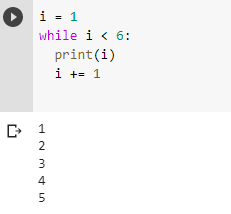 i = 1
while i < 6:
  print(i)
  i += 1
1
2
3
4
5